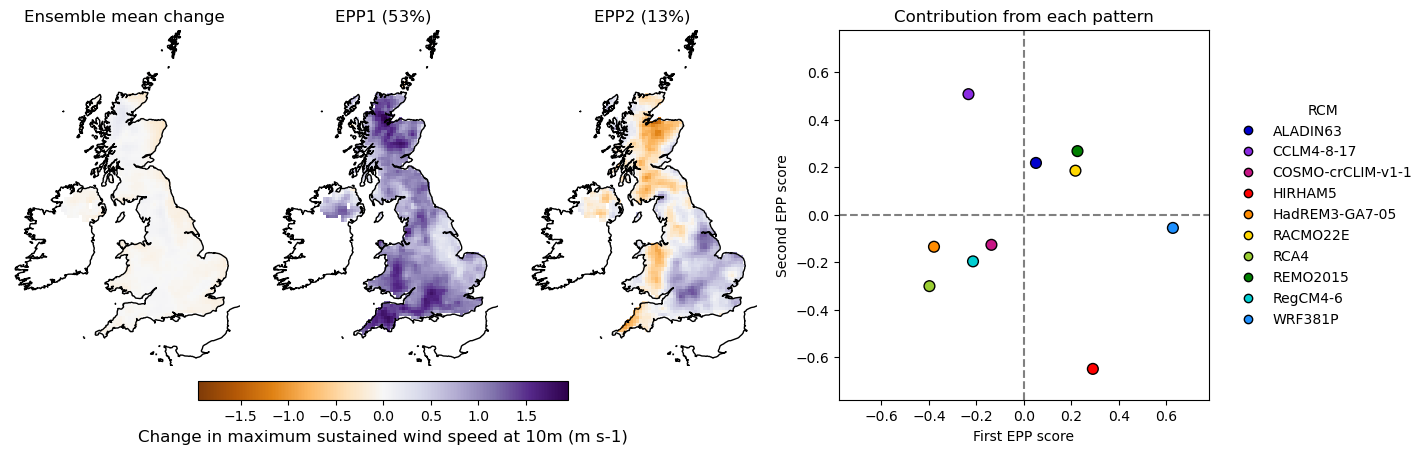 Ensemble mean change
EPP1 (53%)
EPP2 (13%)
Contribution from each pattern
−1.5 −1.0 −0.5 0.0 0.5 1.0 1.5
Change in maximum sustained wind speed at 10m (m s-1)
Second EPP score
0.6
0.4
0.2
0.0
−0.2
−0.4
−0.6
−0.6 −0.4 −0.2 0.0 0.2 0.4 0.6
First EPP score
RCM
ALADIN63
CCLM4-8-17
COSMO-crCLIM-v1-1
HIRHAM5
HadREM3-GA7-05
RACMO22E
RCA4
REMO2015
RegCM4-6
WRF381P